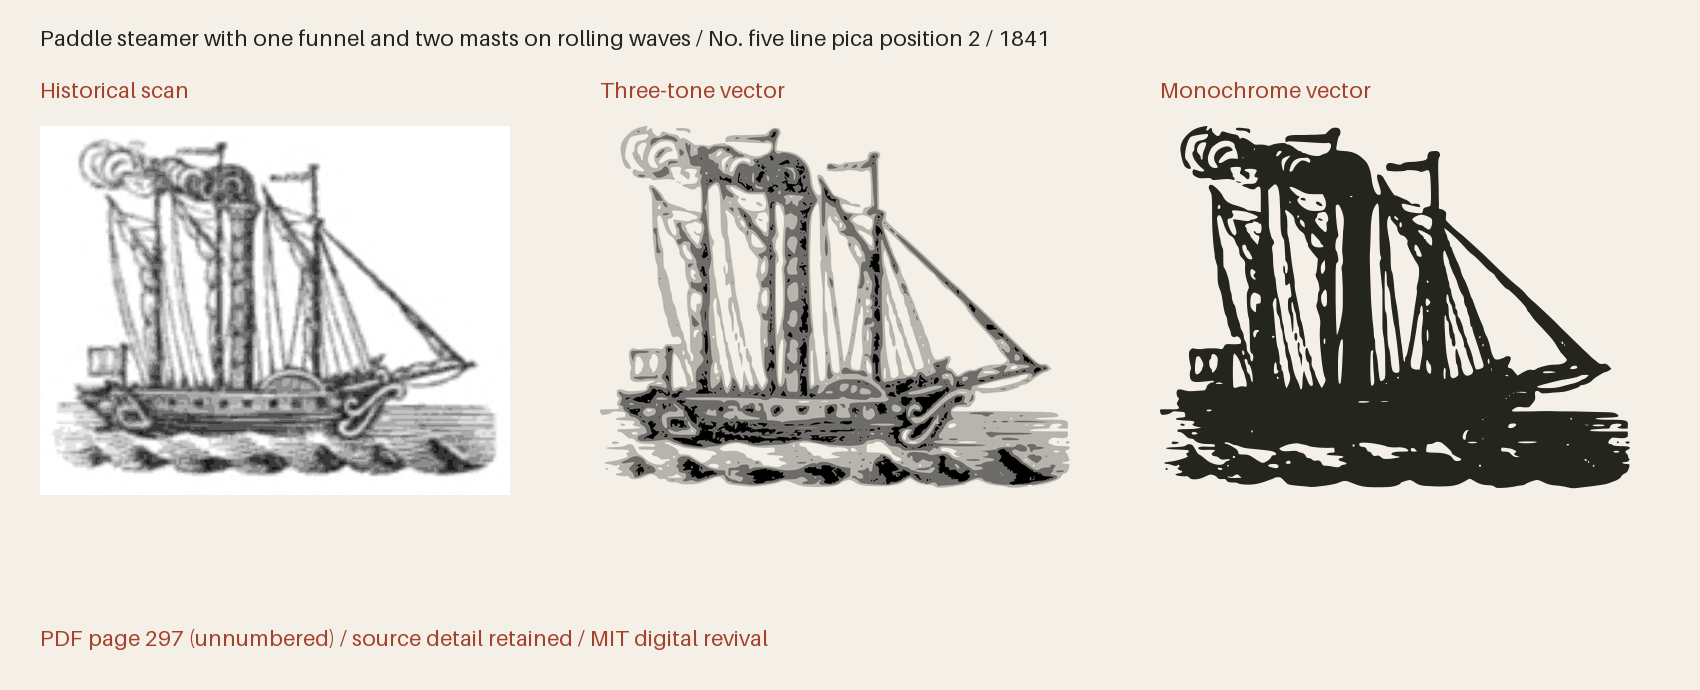 Paddle steamer with one funnel and two masts on rolling waves / No. five line pica position 2 / 1841
Historical scan
Three-tone vector
Monochrome vector
PDF page 297 (unnumbered) / source detail retained / MIT digital revival